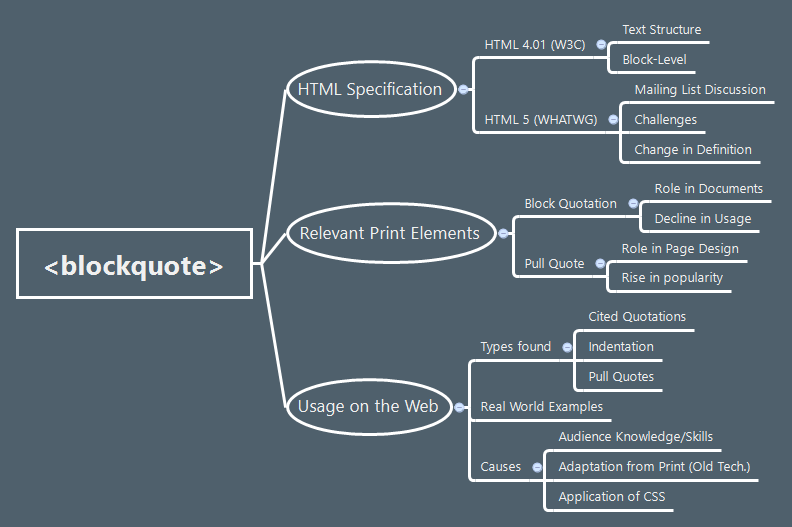 <blockquote>
HTML Specification
HTML 4.01 (W3C)
Text Structure
Block-Level
HTML 5 (WHATWG)
Mailing List Discussion
Challenges
Change in Definition
Relevant Print Elements
Block Quotation
Role in Documents
Decline in Usage
Pull Quote
Role in Page Design
Rise in popularity
Usage on the Web
Types found
Cited Quotations
Indentation
Pull Quotes
Real World Examples
Causes
Audience Knowledge/Skills
Adaptation from Print (Old Tech.)
Application of CSS